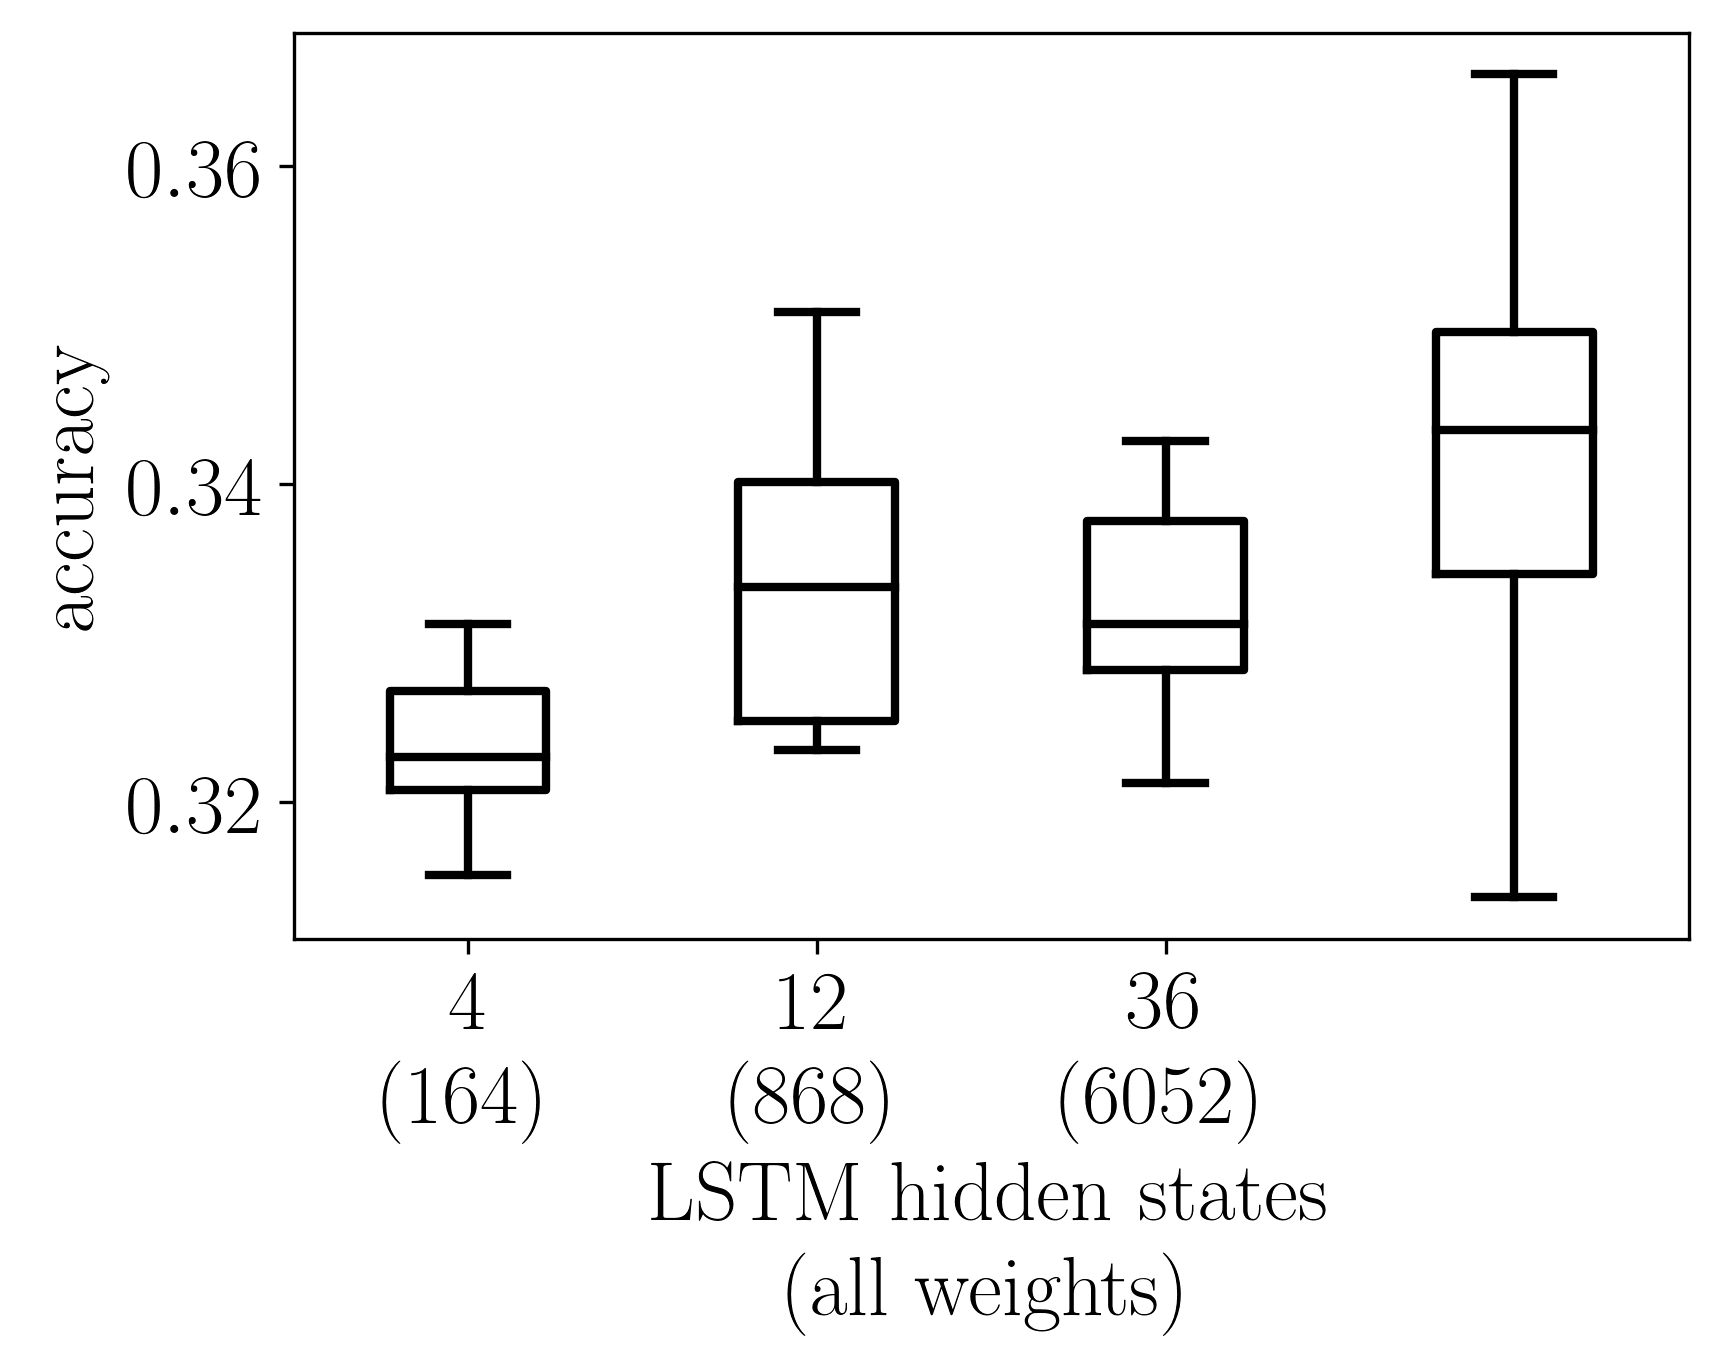 0.36
0.34
0.32
accuracy
4 12 36
(164) (868) (6052)
LSTM hidden states
(all weights)